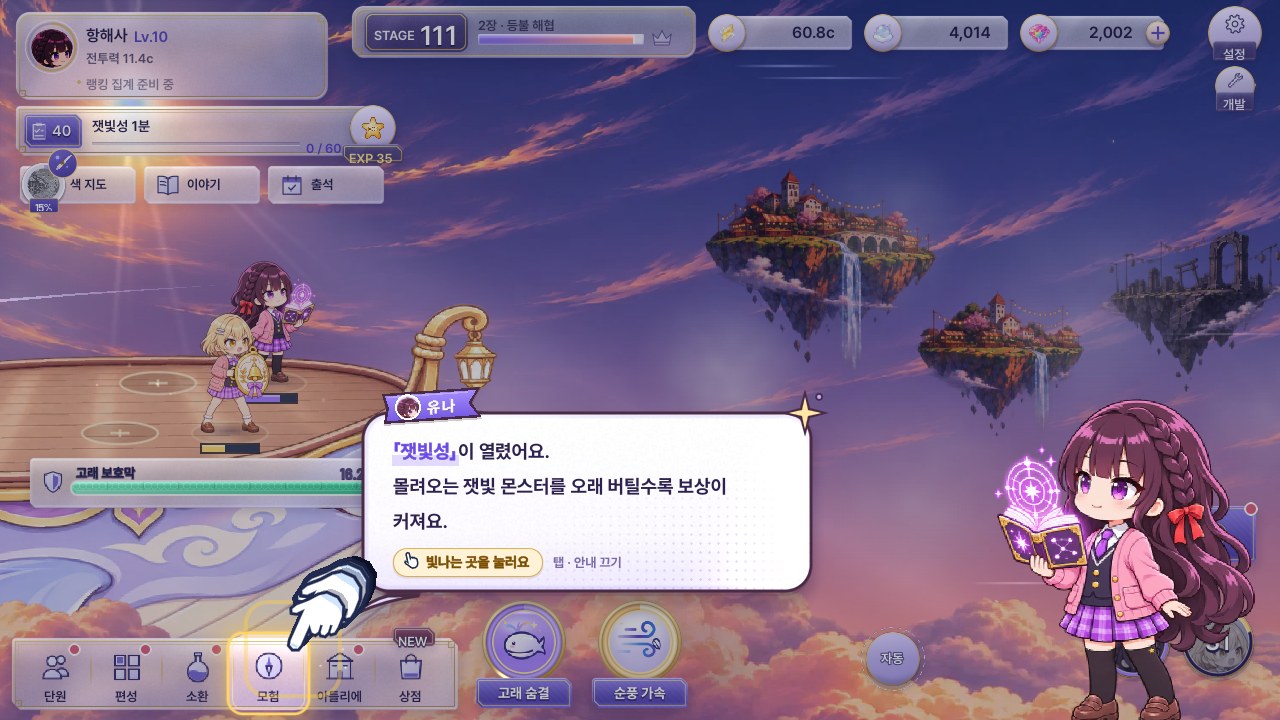 항해사 Lv.10
전투력 11.4c
* 랭킹 집계 준비 중
STAGE 111
2장 · 등불 해협
60.8c
4,014
2,002
설정
개발
40
잿빛성 1분
0 / 60
EXP 35
색 지도
15%
이야기
출석
고래 보호막
16.2
유나
「잿빛성」이 열렸어요.
몰려오는 잿빛 몬스터를 오래 버틸수록 보상이
커져요.
빛나는 곳을 눌러요
탭 · 안내 끄기
단원
편성
소환
모험
아틀리에
NEW
상점
고래 숨결
순풍 가속
자동